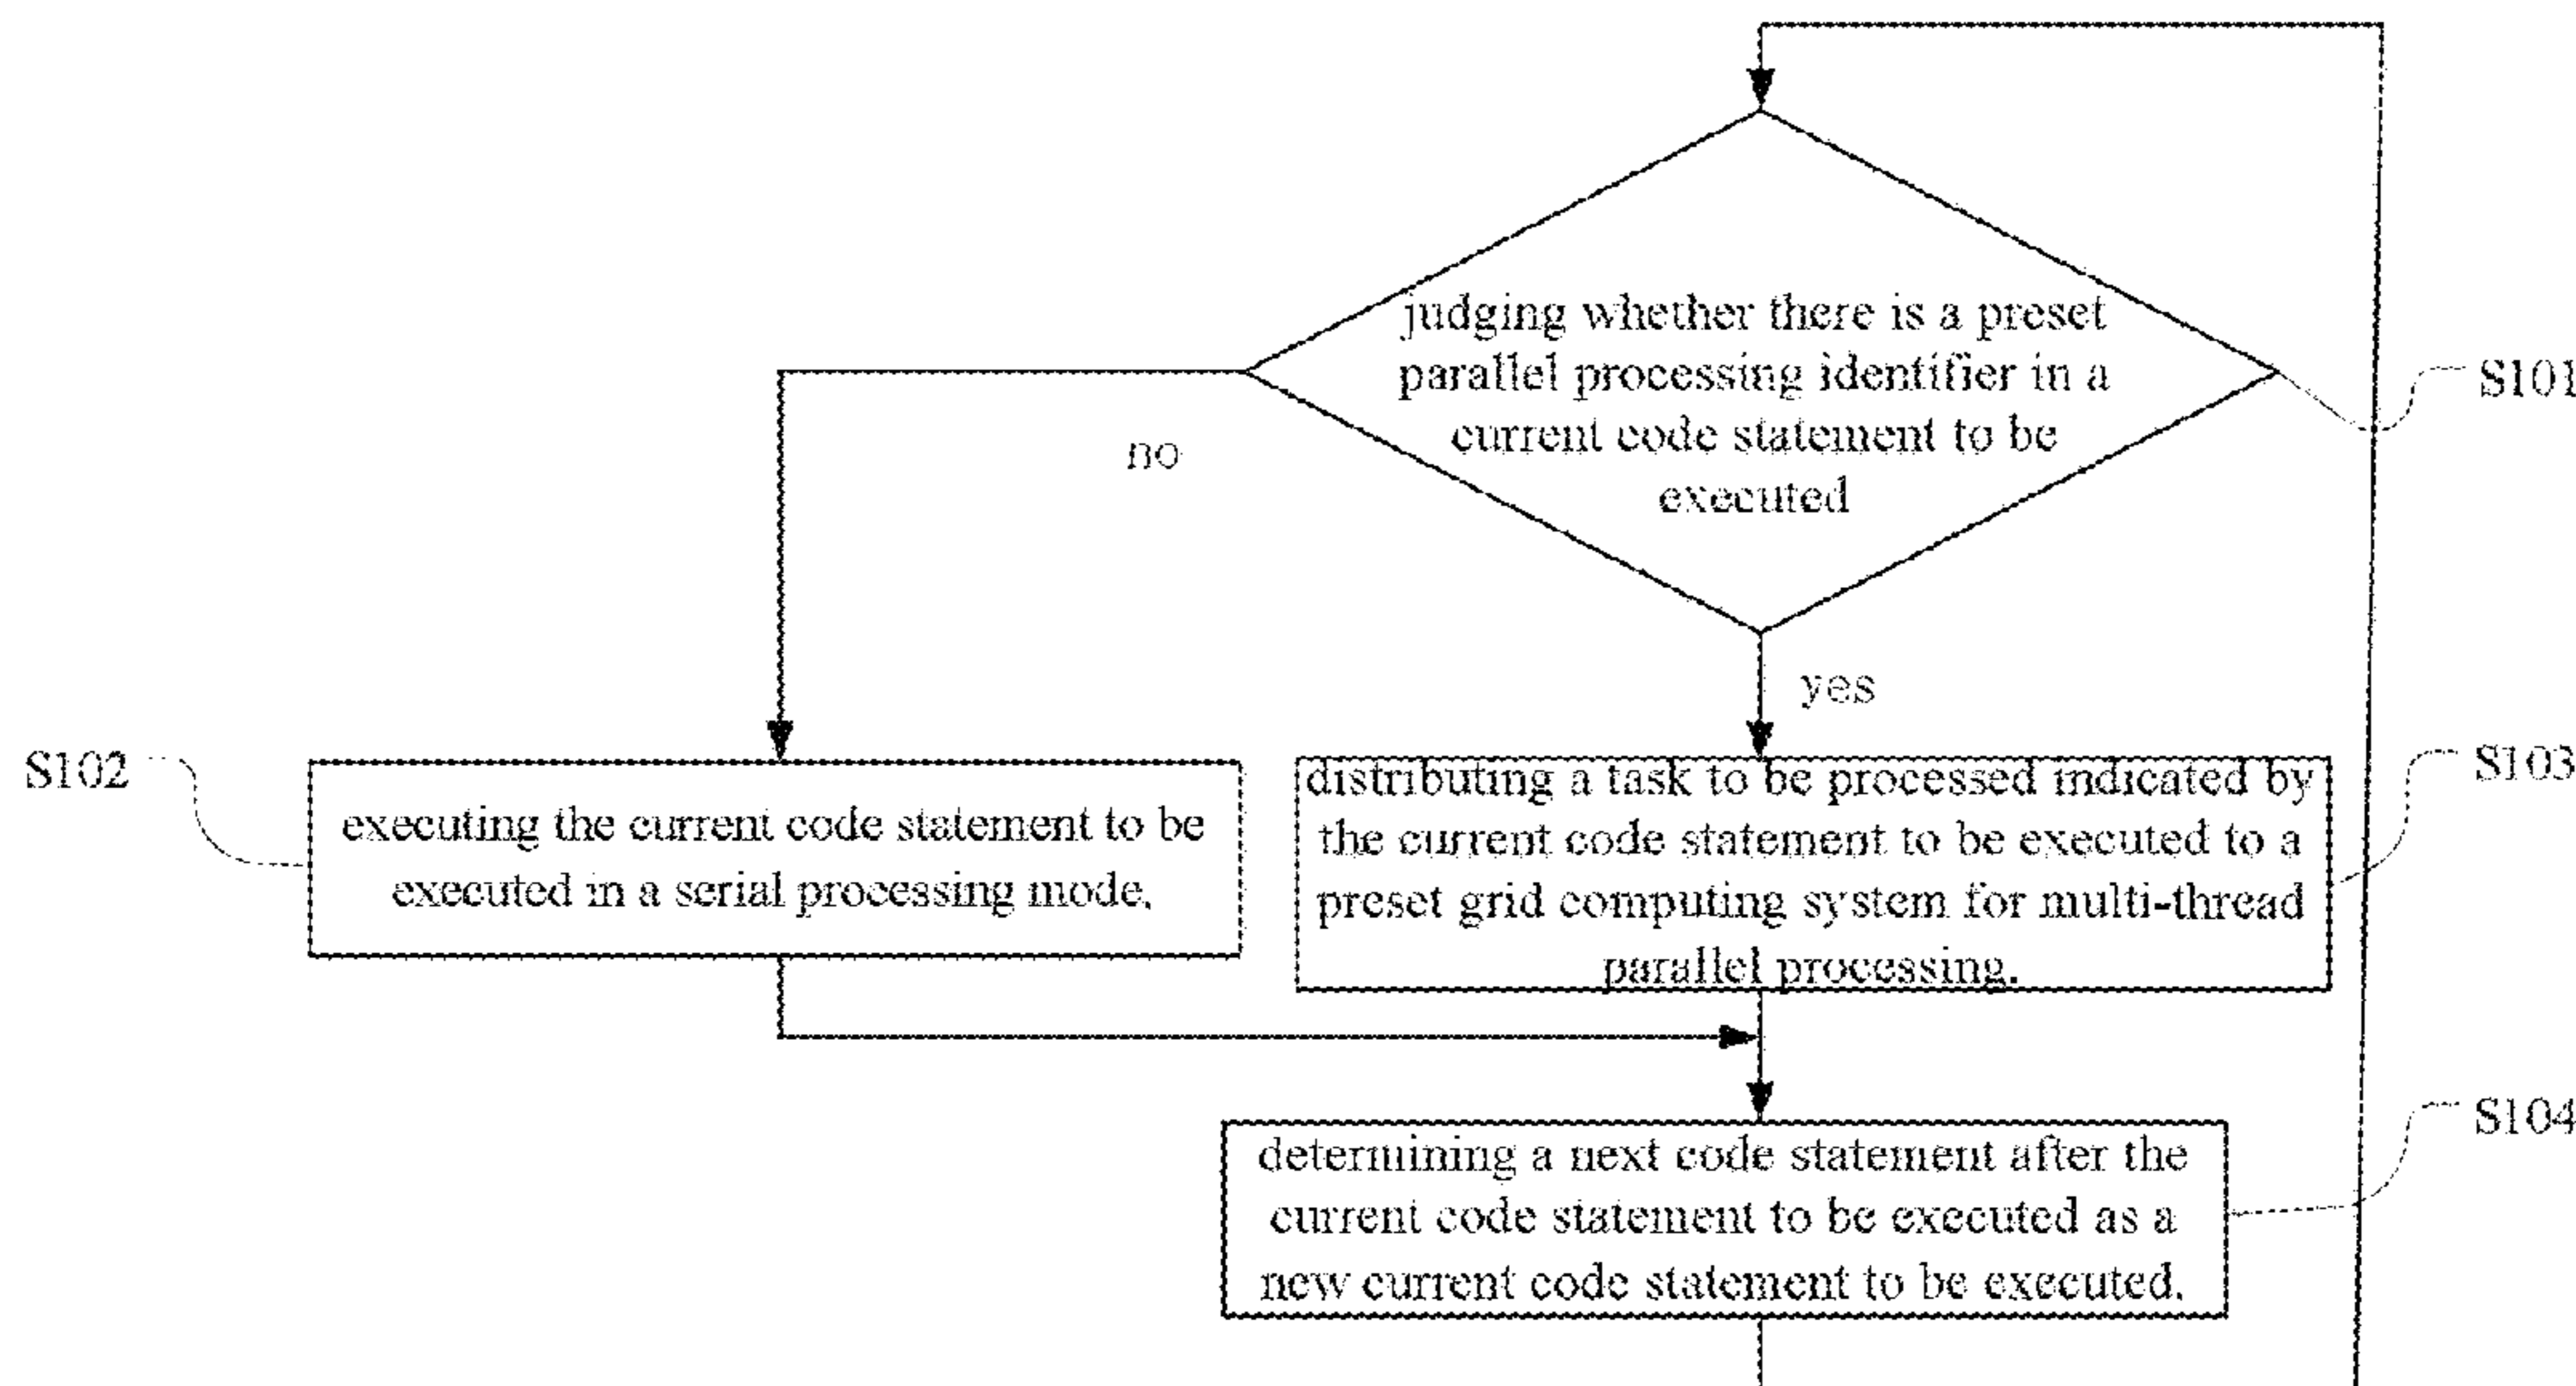 judging whether there is a preset
parallel processing identifier in a
current code statement to be
executed
S101
no
yes
S102
executing the current code statement to be
executed in a serial processing mode.
distributing a task to be processed indicated by
the current code statement to be executed to a
preset grid computing system for multi-thread
parallel processing.
S103
determining a next code statement after the
current code statement to be executed as a
new current code statement to be executed.
S104